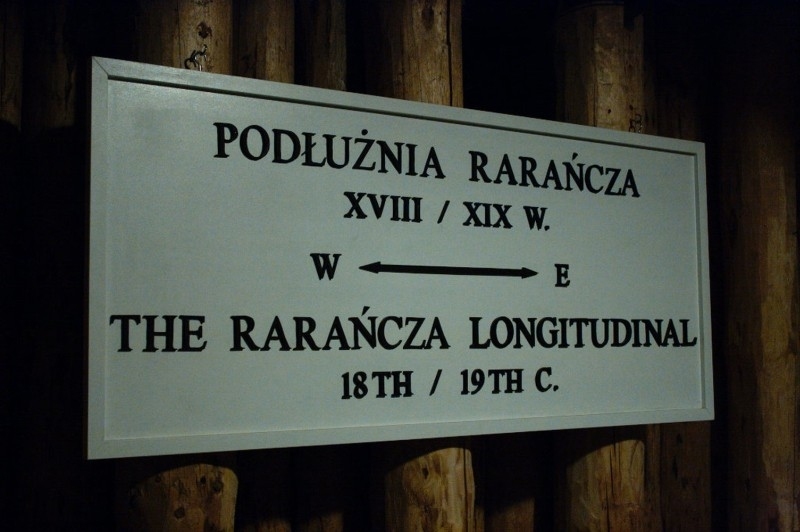 PODŁUŻNIA RARAŃCZA
XVIII / XIX W.
W E
THE RARAŃCZA LONGITUDINAL
18TH / 19TH C.